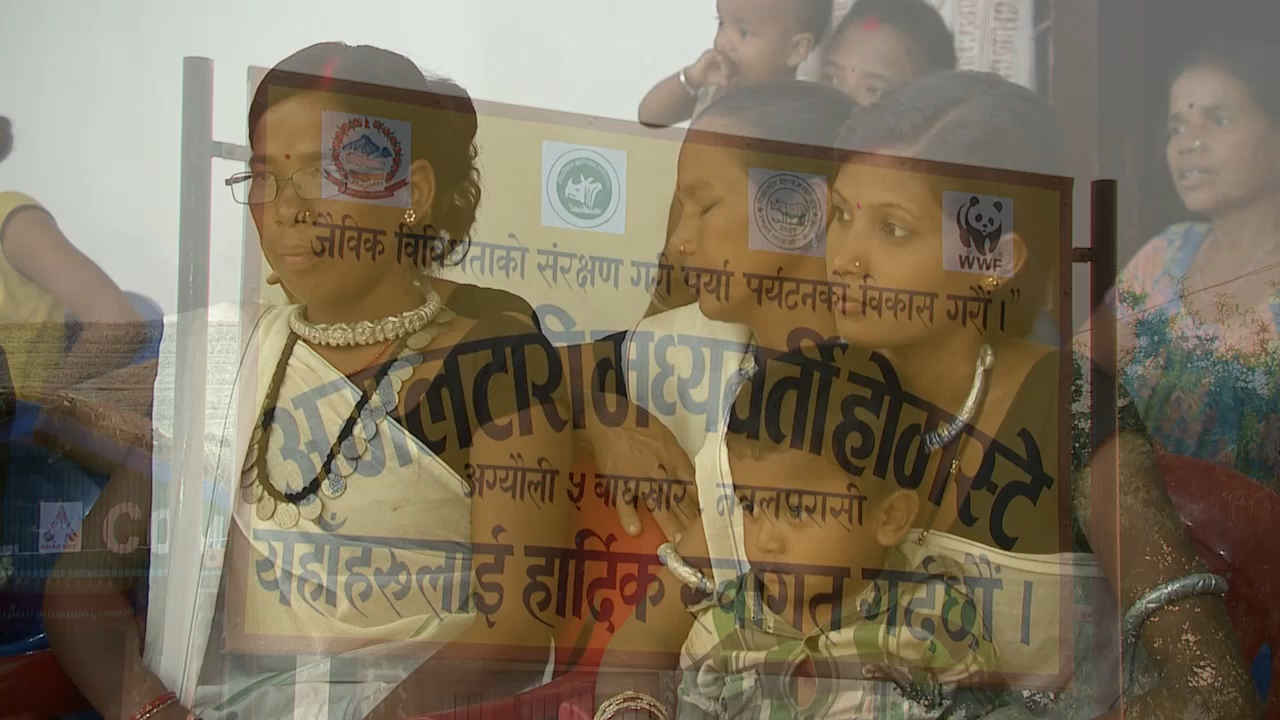 WWF
“जैविक विविधताको संरक्षण गरी पर्या पर्यटनको विकास गरौं ।”
अमलटारी मध्यवर्ती होमस्टे
अग्यौली ५ बाघखोर, नवलपरासी
यहाँहरूलाई हार्दिक स्वागत गर्दछौं ।